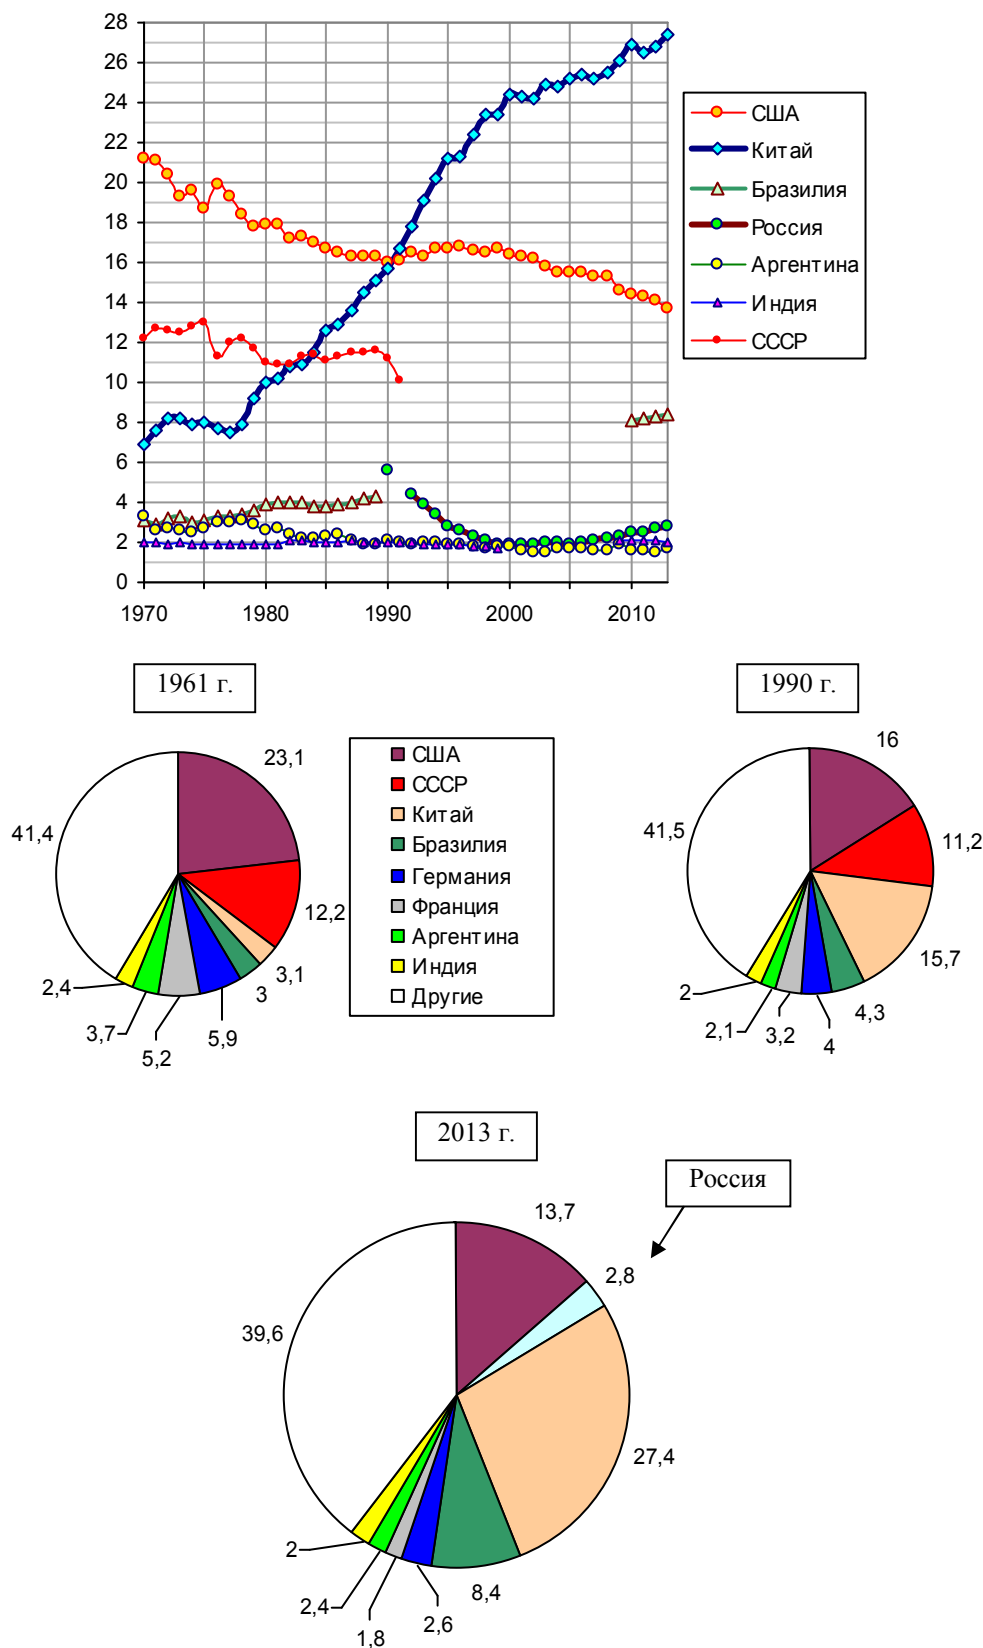 28
26
24
22
20
18
16
14
12
10
8
6
4
2
0
1970 1980 1990 2000 2010
США
Китай
Бразилия
Россия
Аргентина
Индия
СССР
1961 г.
23,1
12,2
3,1
3
5,9
5,2
3,7
2,4
41,4
США
СССР
Китай
Бразилия
Германия
Франция
Аргентина
Индия
Другие
1990 г.
16
11,2
15,7
4,3
4
3,2
2,1
2
41,5
2013 г.
Россия
13,7
2,8
27,4
8,4
2,6
1,8
2,4
2
39,6